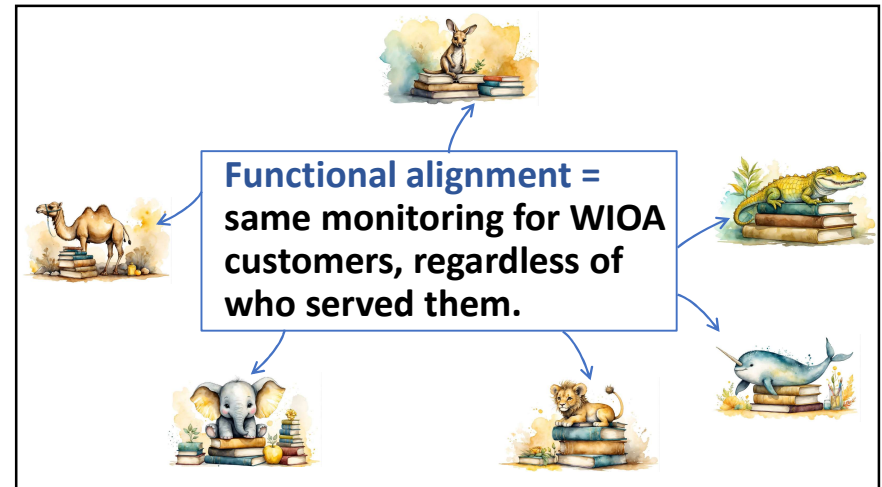 Functional alignment =
same monitoring for WIOA
customers, regardless of
who served them.